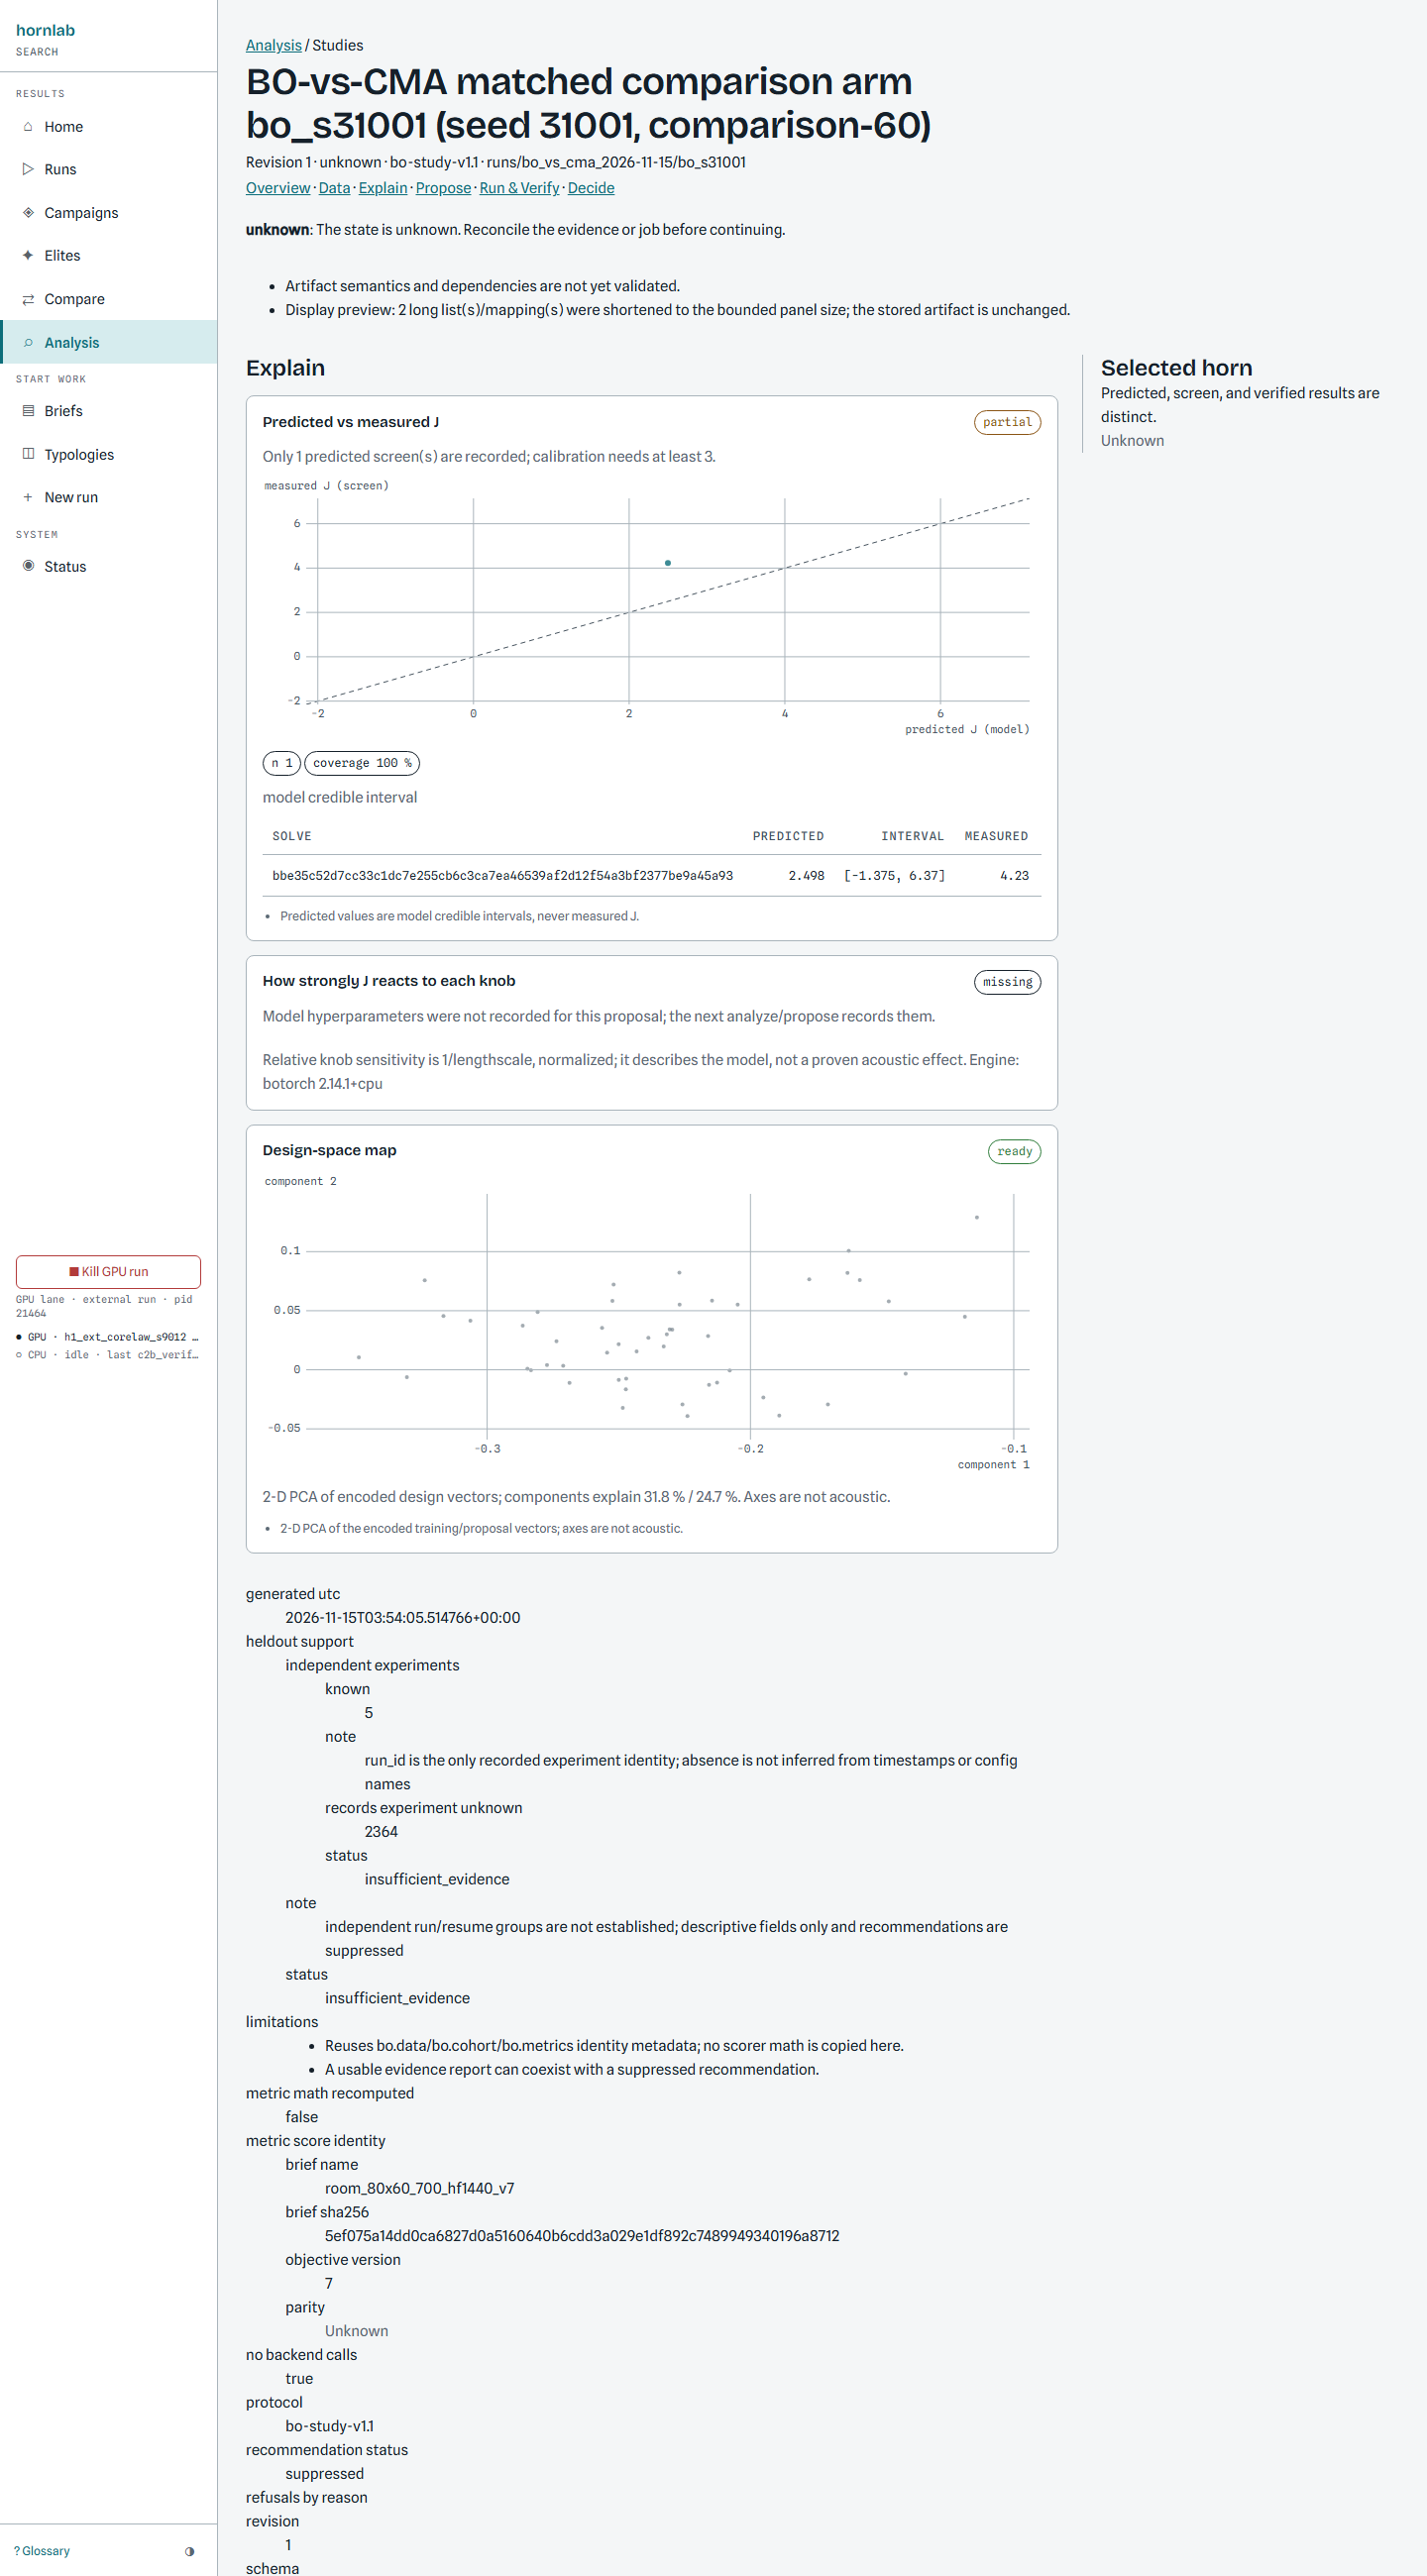 hornlab
SEARCH
RESULTS
Home
Runs
Campaigns
Elites
Compare
Analysis
START WORK
Briefs
Typologies
+ New run
SYSTEM
Status
Kill GPU run
GPU lane · external run · pid
21464
GPU · h1_ext_corelaw_s9012 …
CPU · idle · last c2b_verif…
? Glossary
Analysis / Studies
BO-vs-CMA matched comparison arm
bo_s31001 (seed 31001, comparison-60)
Revision 1 · unknown · bo-study-v1.1 · runs/bo_vs_cma_2026-11-15/bo_s31001
Overview · Data · Explain · Propose · Run & Verify · Decide
unknown: The state is unknown. Reconcile the evidence or job before continuing.
• Artifact semantics and dependencies are not yet validated.
• Display preview: 2 long list(s)/mapping(s) were shortened to the bounded panel size; the stored artifact is unchanged.
Explain
Predicted vs measured J
partial
Only 1 predicted screen(s) are recorded; calibration needs at least 3.
measured J (screen)
6
4
2
0
-2
-2 0 2 4 6
predicted J (model)
n 1 coverage 100 %
model credible interval
SOLVE PREDICTED INTERVAL MEASURED
bbe35c52d7cc33c1dc7e255cb6c3ca7ea46539af2d12f54a3bf2377be9a45a93 2.498 [-1.375, 6.37] 4.23
• Predicted values are model credible intervals, never measured J.
How strongly J reacts to each knob
missing
Model hyperparameters were not recorded for this proposal; the next analyze/propose records them.
Relative knob sensitivity is 1/lengthscale, normalized; it describes the model, not a proven acoustic effect. Engine:
botorch 2.14.1+cpu
Design-space map
ready
component 2
0.1
0.05
0
-0.05
-0.3 -0.2 -0.1
component 1
2-D PCA of encoded design vectors; components explain 31.8 % / 24.7 %. Axes are not acoustic.
• 2-D PCA of the encoded training/proposal vectors; axes are not acoustic.
generated utc
2026-11-15T03:54:05.514766+00:00
heldout support
independent experiments
known
5
note
run_id is the only recorded experiment identity; absence is not inferred from timestamps or config
names
records experiment unknown
2364
status
insufficient_evidence
note
independent run/resume groups are not established; descriptive fields only and recommendations are
suppressed
status
insufficient_evidence
limitations
• Reuses bo.data/bo.cohort/bo.metrics identity metadata; no scorer math is copied here.
• A usable evidence report can coexist with a suppressed recommendation.
metric math recomputed
false
metric score identity
brief name
room_80x60_700_hf1440_v7
brief sha256
5ef075a14dd0ca6827d0a5160640b6cdd3a029e1df892c7489949340196a8712
objective version
7
parity
Unknown
no backend calls
true
protocol
bo-study-v1.1
recommendation status
suppressed
refusals by reason
revision
1
schema
Selected horn
Predicted, screen, and verified results are
distinct.
Unknown